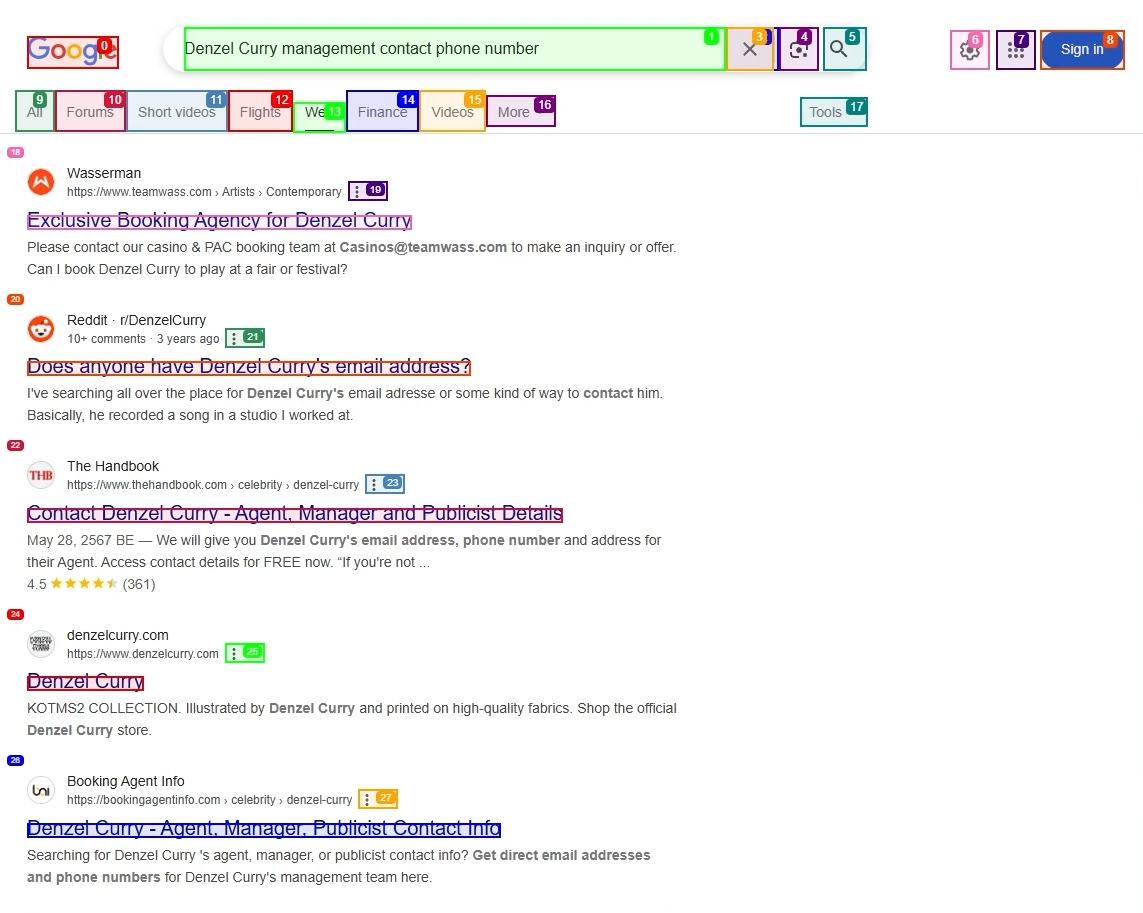 Google 0
Denzel Curry management contact phone number 1 3 4 5
6 7 Sign in 8
9 10 11 12 13 14 15 16 17
All Forums Short videos Flights We Finance Videos More Tools
18
Wasserman
https://www.teamwass.com › Artists › Contemporary 19
Exclusive Booking Agency for Denzel Curry
Please contact our casino & PAC booking team at Casinos@teamwass.com to make an inquiry or offer.
Can I book Denzel Curry to play at a fair or festival?
20
Reddit · r/DenzelCurry
10+ comments · 3 years ago 21
Does anyone have Denzel Curry's email address?
I've searching all over the place for Denzel Curry's email adresse or some kind of way to contact him.
Basically, he recorded a song in a studio I worked at.
22
The Handbook
THB
https://www.thehandbook.com › celebrity › denzel-curry 23
Contact Denzel Curry - Agent, Manager and Publicist Details
May 28, 2567 BE — We will give you Denzel Curry's email address, phone number and address for
their Agent. Access contact details for FREE now. “If you're not ...
4.5 (361)
24
denzelcurry.com
https://www.denzelcurry.com 25
Denzel Curry
KOTMS2 COLLECTION. Illustrated by Denzel Curry and printed on high-quality fabrics. Shop the official
Denzel Curry store.
26
Booking Agent Info
https://bookingagentinfo.com › celebrity › denzel-curry 27
Denzel Curry - Agent, Manager, Publicist Contact Info
Searching for Denzel Curry 's agent, manager, or publicist contact info? Get direct email addresses
and phone numbers for Denzel Curry's management team here.